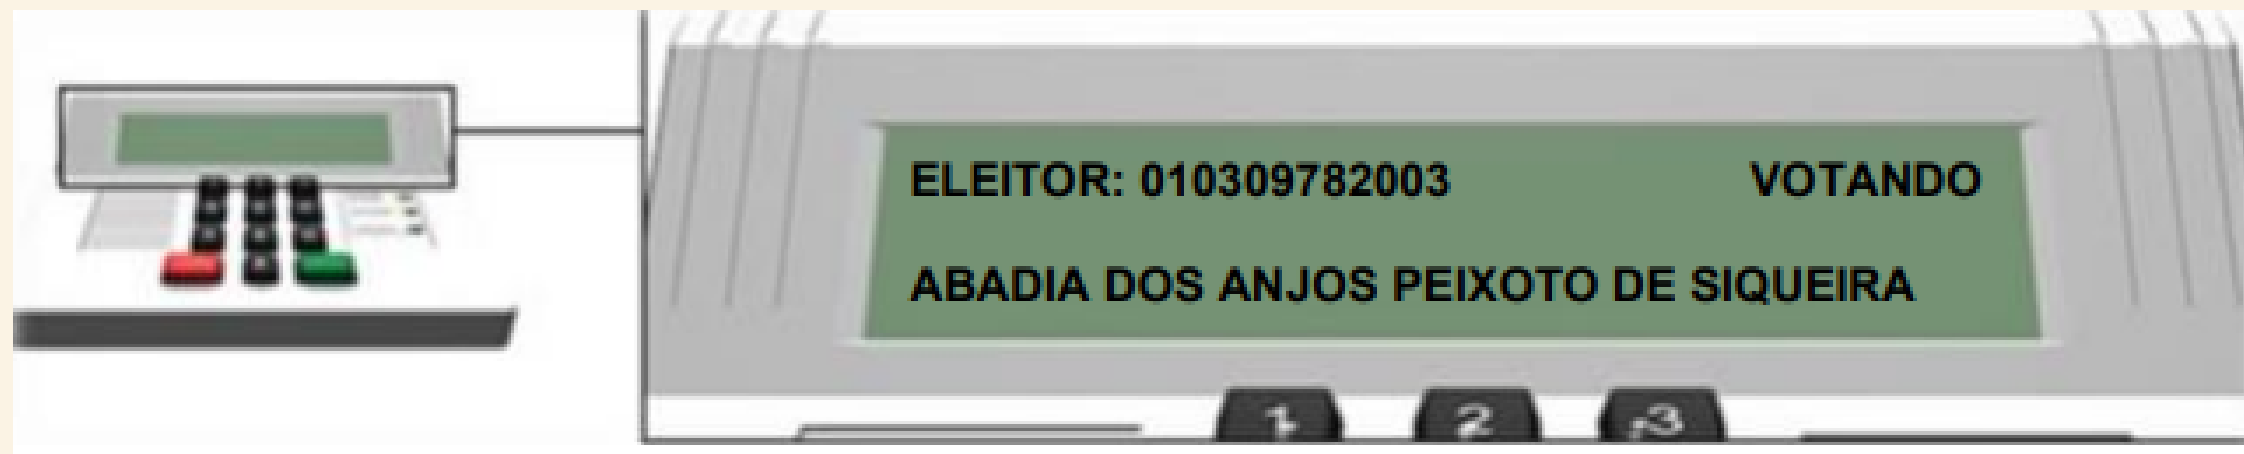 ELEITOR: 010309782003 VOTANDO
ABADIA DOS ANJOS PEIXOTO DE SIQUEIRA
1 2 3